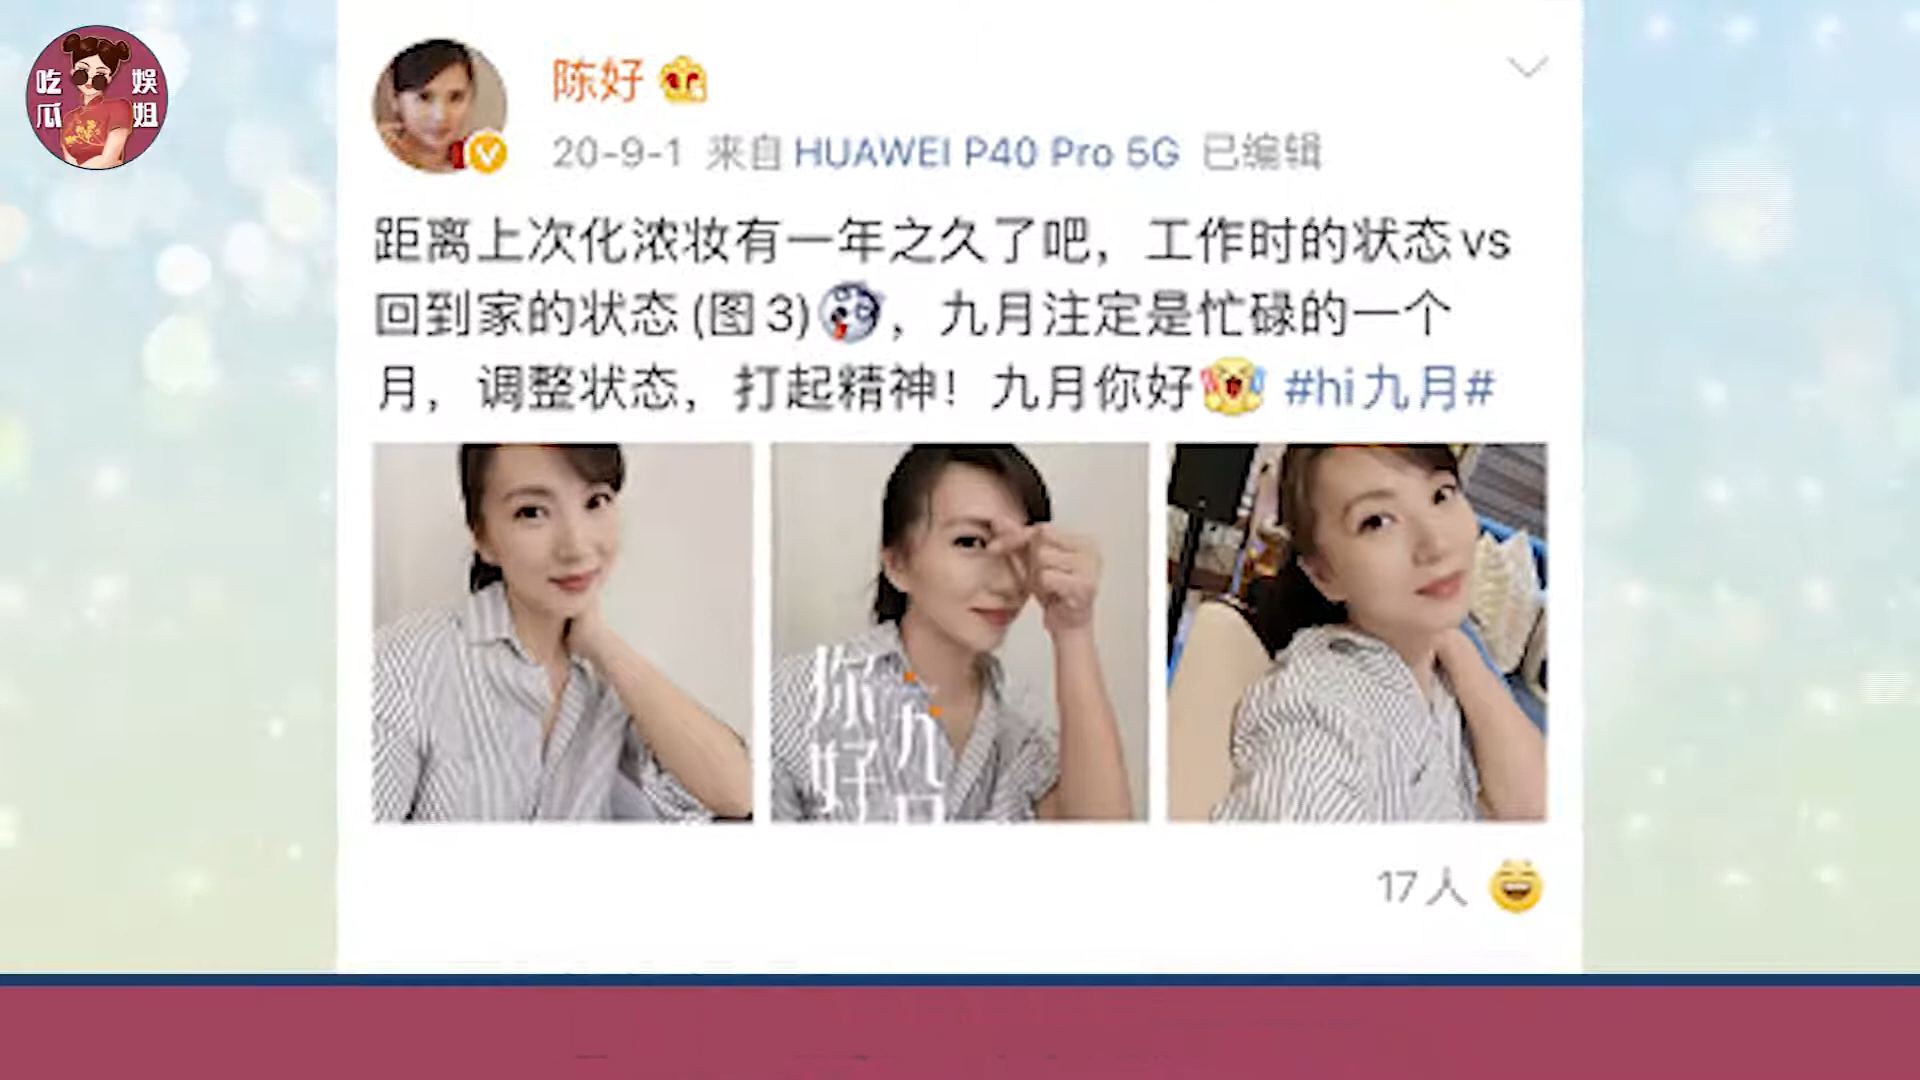 吃瓜
娱姐
陈好
20-9-1 来自 HUAWEI P40 Pro 5G 已编辑
距离上次化浓妆有一年之久了吧，工作时的状态vs
回到家的状态(图3)，九月注定是忙碌的一个
月，调整状态，打起精神！九月你好 #hi九月#
你好
九月
17人